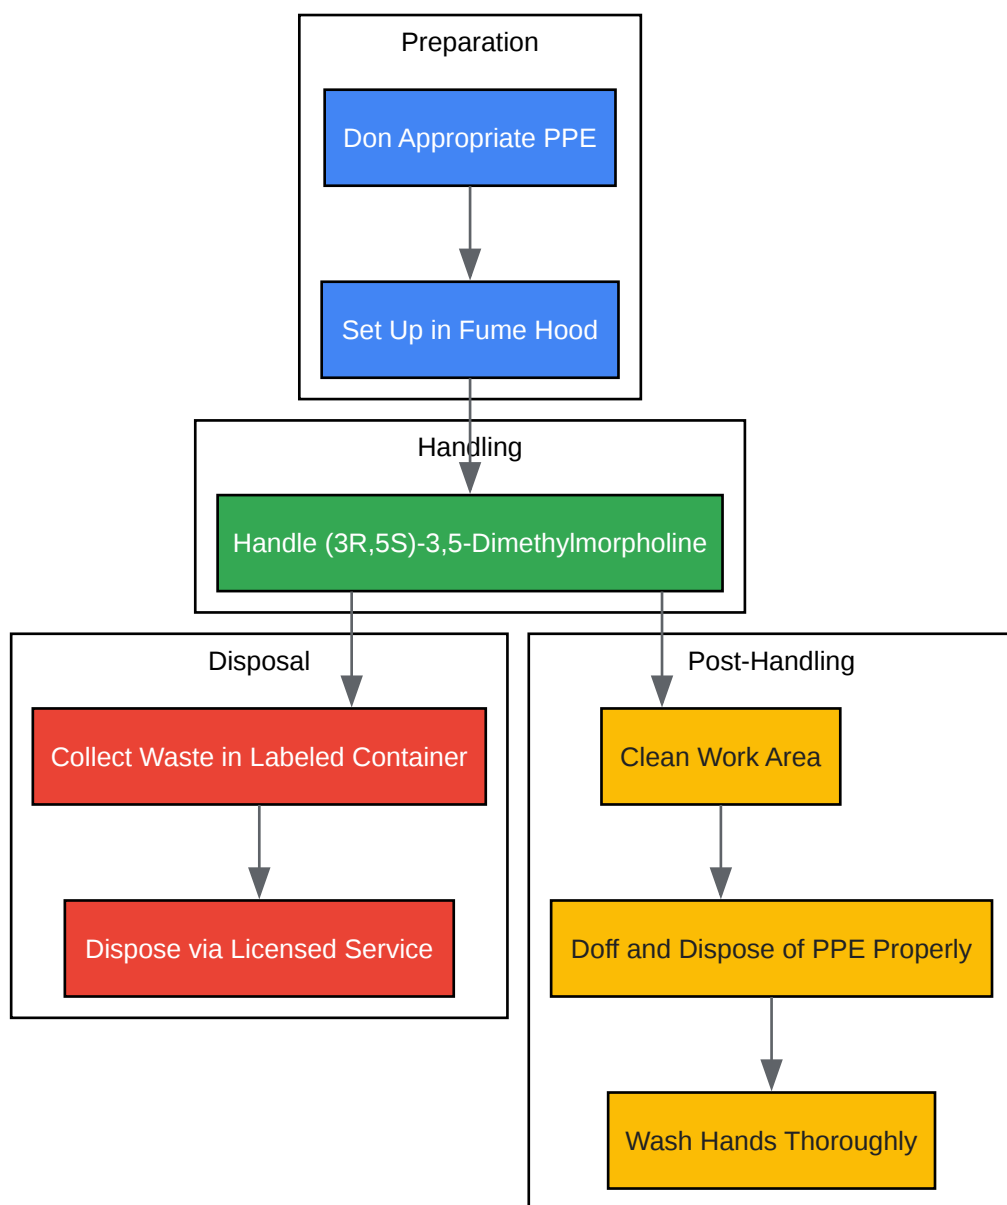 Preparation
Don Appropriate PPE
Set Up in Fume Hood
Handling
Handle (3R,5S)-3,5-Dimethylmorpholine
Disposal
Collect Waste in Labeled Container
Dispose via Licensed Service
Post-Handling
Clean Work Area
Doff and Dispose of PPE Properly
Wash Hands Thoroughly